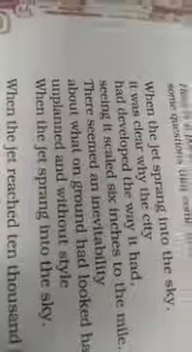 some questions
When the jet sprang into the sky,
it was clear why the city
had developed the way it had,
seeing it scaled six inches to the mile.
There seemed an inevitability
about what on ground had looked ha
unplanned and without style
When the jet sprang into the sky.
When the jet reached ten thousand